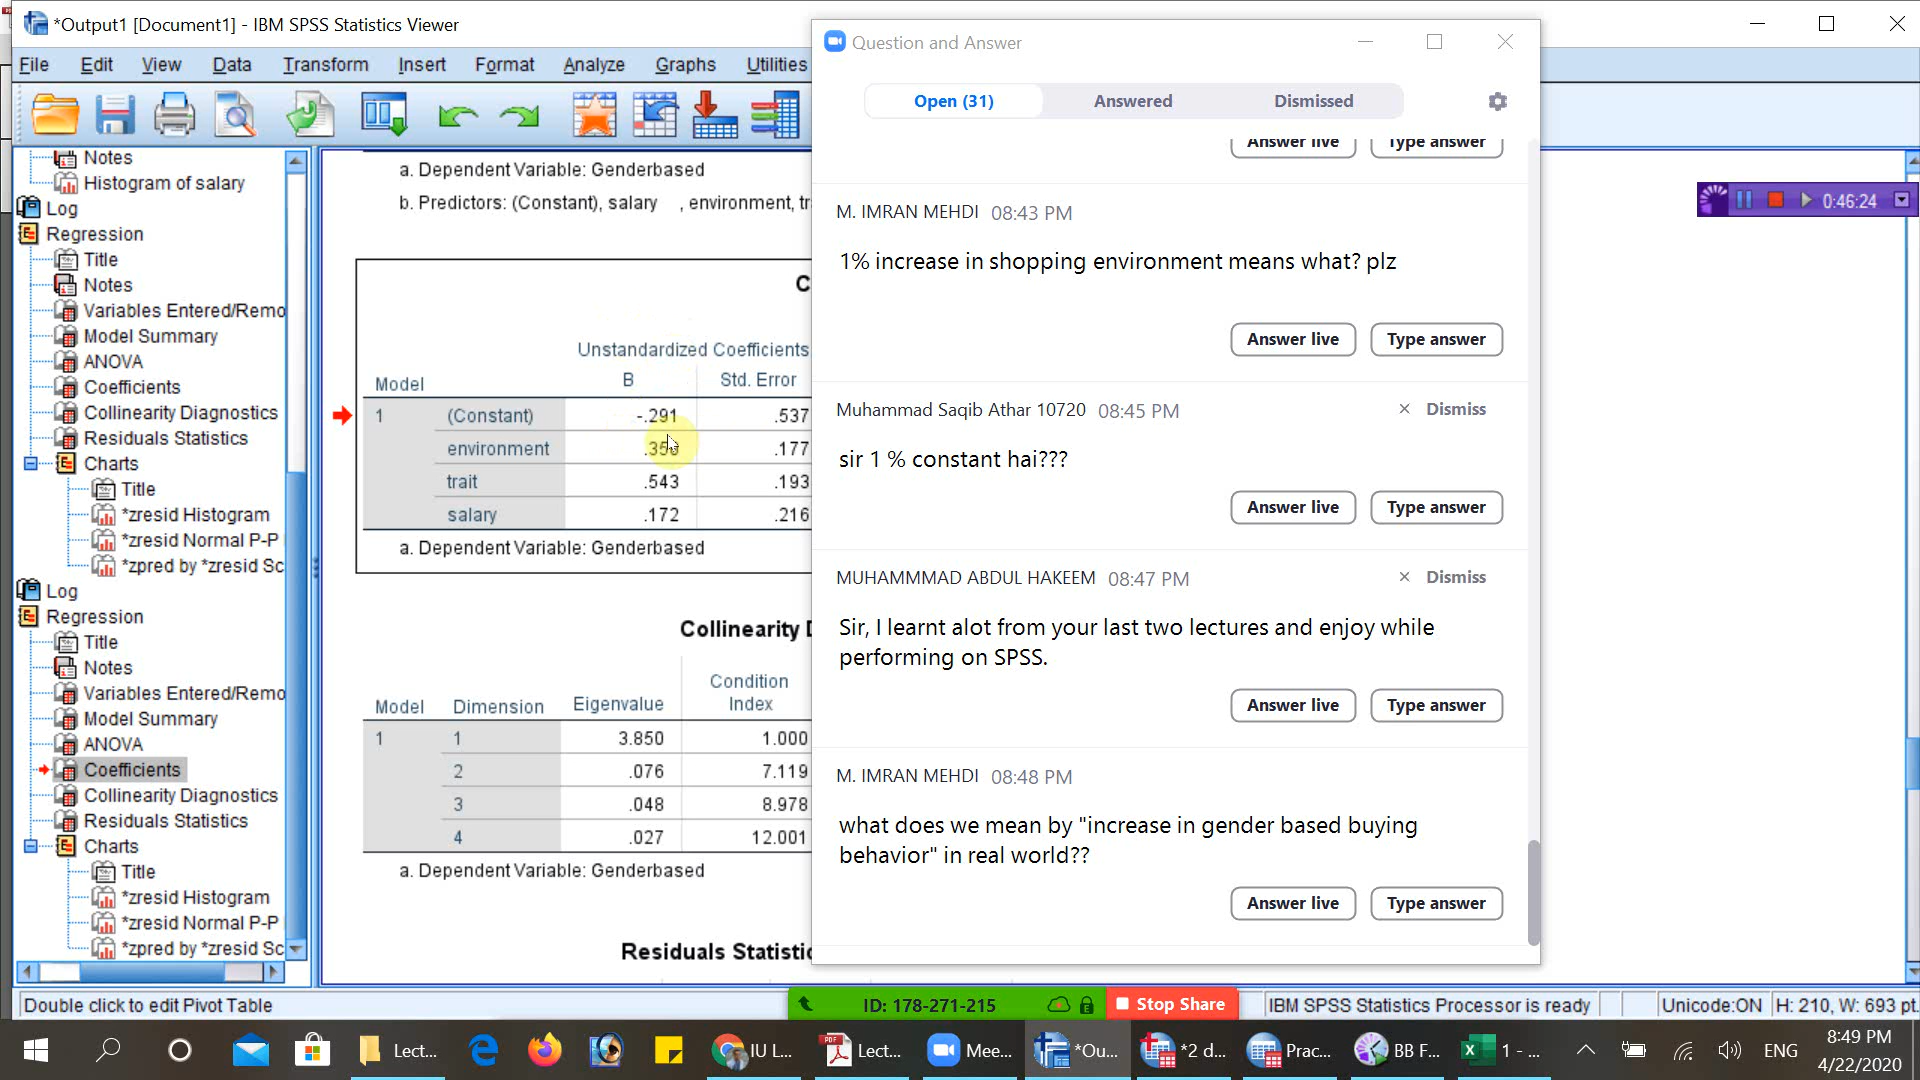 *Output1 [Document1] - IBM SPSS Statistics Viewer
File Edit View Data Transform Insert Format Analyze Graphs Utilities
Notes
Histogram of salary
Log
Regression
Title
Notes
Variables Entered/Remo
Model Summary
ANOVA
Coefficients
Collinearity Diagnostics
Residuals Statistics
Charts
Title
*zresid Histogram
*zresid Normal P-P
*zpred by *zresid Sc
Log
Regression
Title
Notes
Variables Entered/Remo
Model Summary
ANOVA
Coefficients
Collinearity Diagnostics
Residuals Statistics
Charts
Title
*zresid Histogram
*zresid Normal P-P
*zpred by *zresid Sc
a. Dependent Variable: Genderbased
b. Predictors: (Constant), salary , environment, tr
C
Unstandardized Coefficients
Model B Std. Error
1 (Constant) -.291 .537
environment .177
trait .543 .193
salary .172 .216
a. Dependent Variable: Genderbased
Collinearity D
Model Dimension Eigenvalue Condition Index
1 1 3.850 1.000
2 .076 7.119
3 .048 8.978
4 .027 12.001
a. Dependent Variable: Genderbased
Residuals Statistic
Question and Answer
Open (31) Answered Dismissed
Answer live Type answer
M. IMRAN MEHDI 08:43 PM
1% increase in shopping environment means what? plz
Answer live Type answer
Muhammad Saqib Athar 10720 08:45 PM × Dismiss
sir 1 % constant hai???
Answer live Type answer
MUHAMMMAD ABDUL HAKEEM 08:47 PM × Dismiss
Sir, I learnt alot from your last two lectures and enjoy while
performing on SPSS.
Answer live Type answer
M. IMRAN MEHDI 08:48 PM
what does we mean by "increase in gender based buying
behavior" in real world??
Answer live Type answer
0:46:24
Double click to edit Pivot Table
ID: 178-271-215 Stop Share
IBM SPSS Statistics Processor is ready Unicode:ON H: 210, W: 693 pt.
Lect... IU L... Lect... Mee... *Ou... *2 d... Prac... BB F... 1 - ... ENG
8:49 PM
4/22/2020